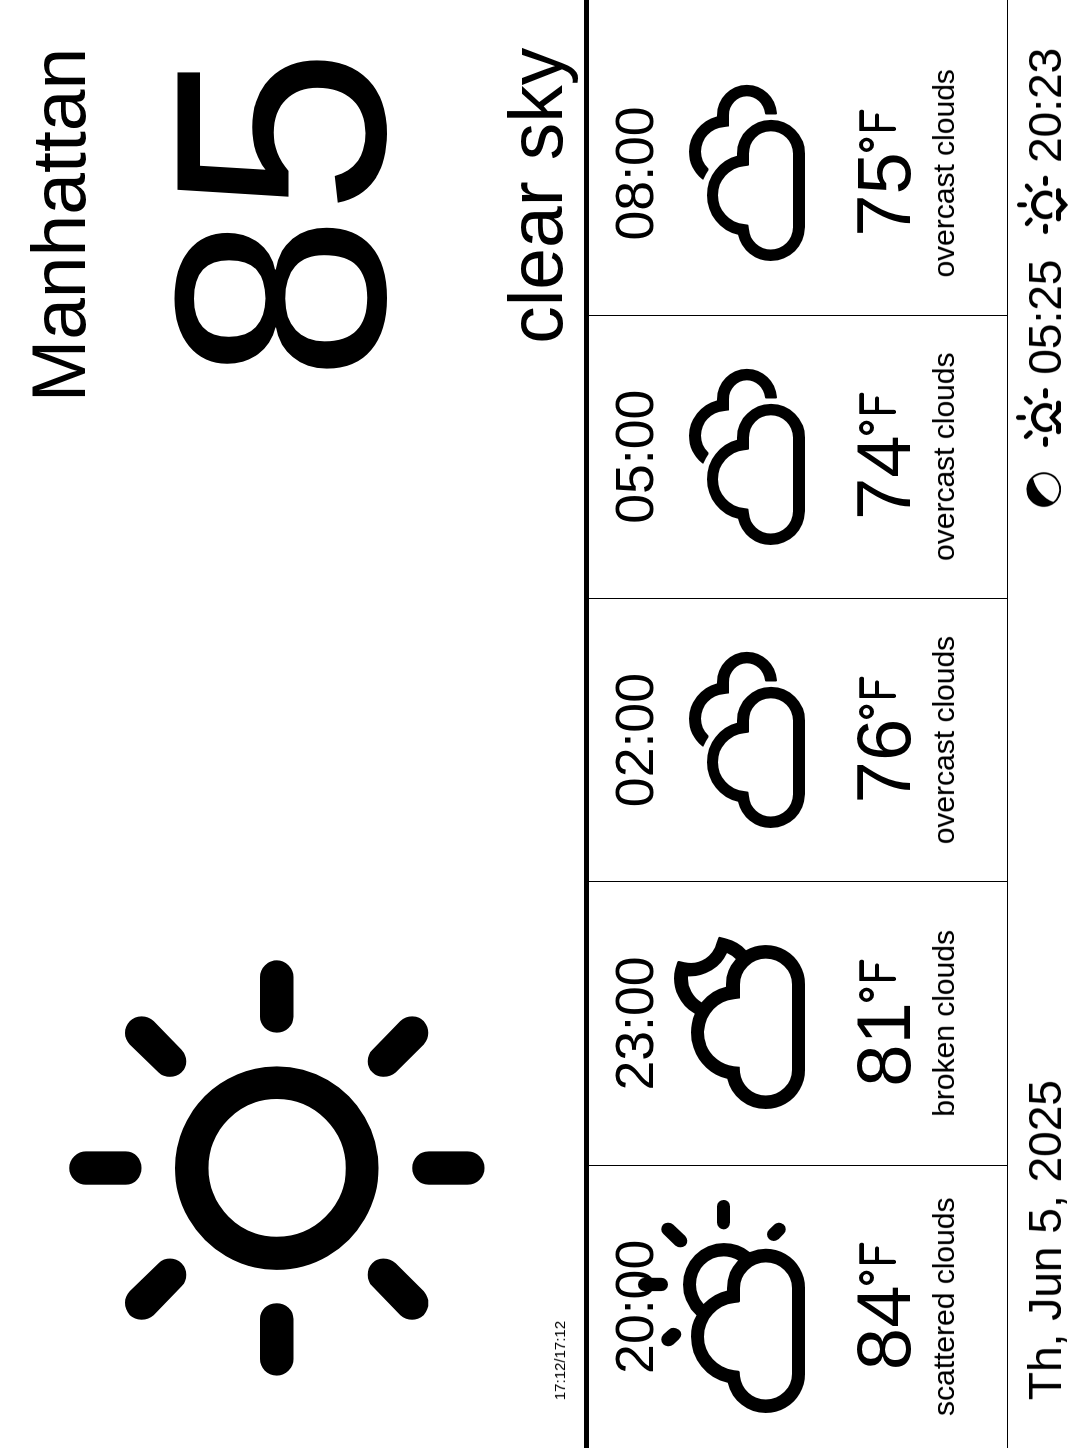 Manhattan
85
clear sky
17:12/17:12
20:00
84°F
scattered clouds
23:00
81°F
broken clouds
02:00
76°F
overcast clouds
05:00
74°F
overcast clouds
08:00
75°F
overcast clouds
Th, Jun 5, 2025
05:25
20:23